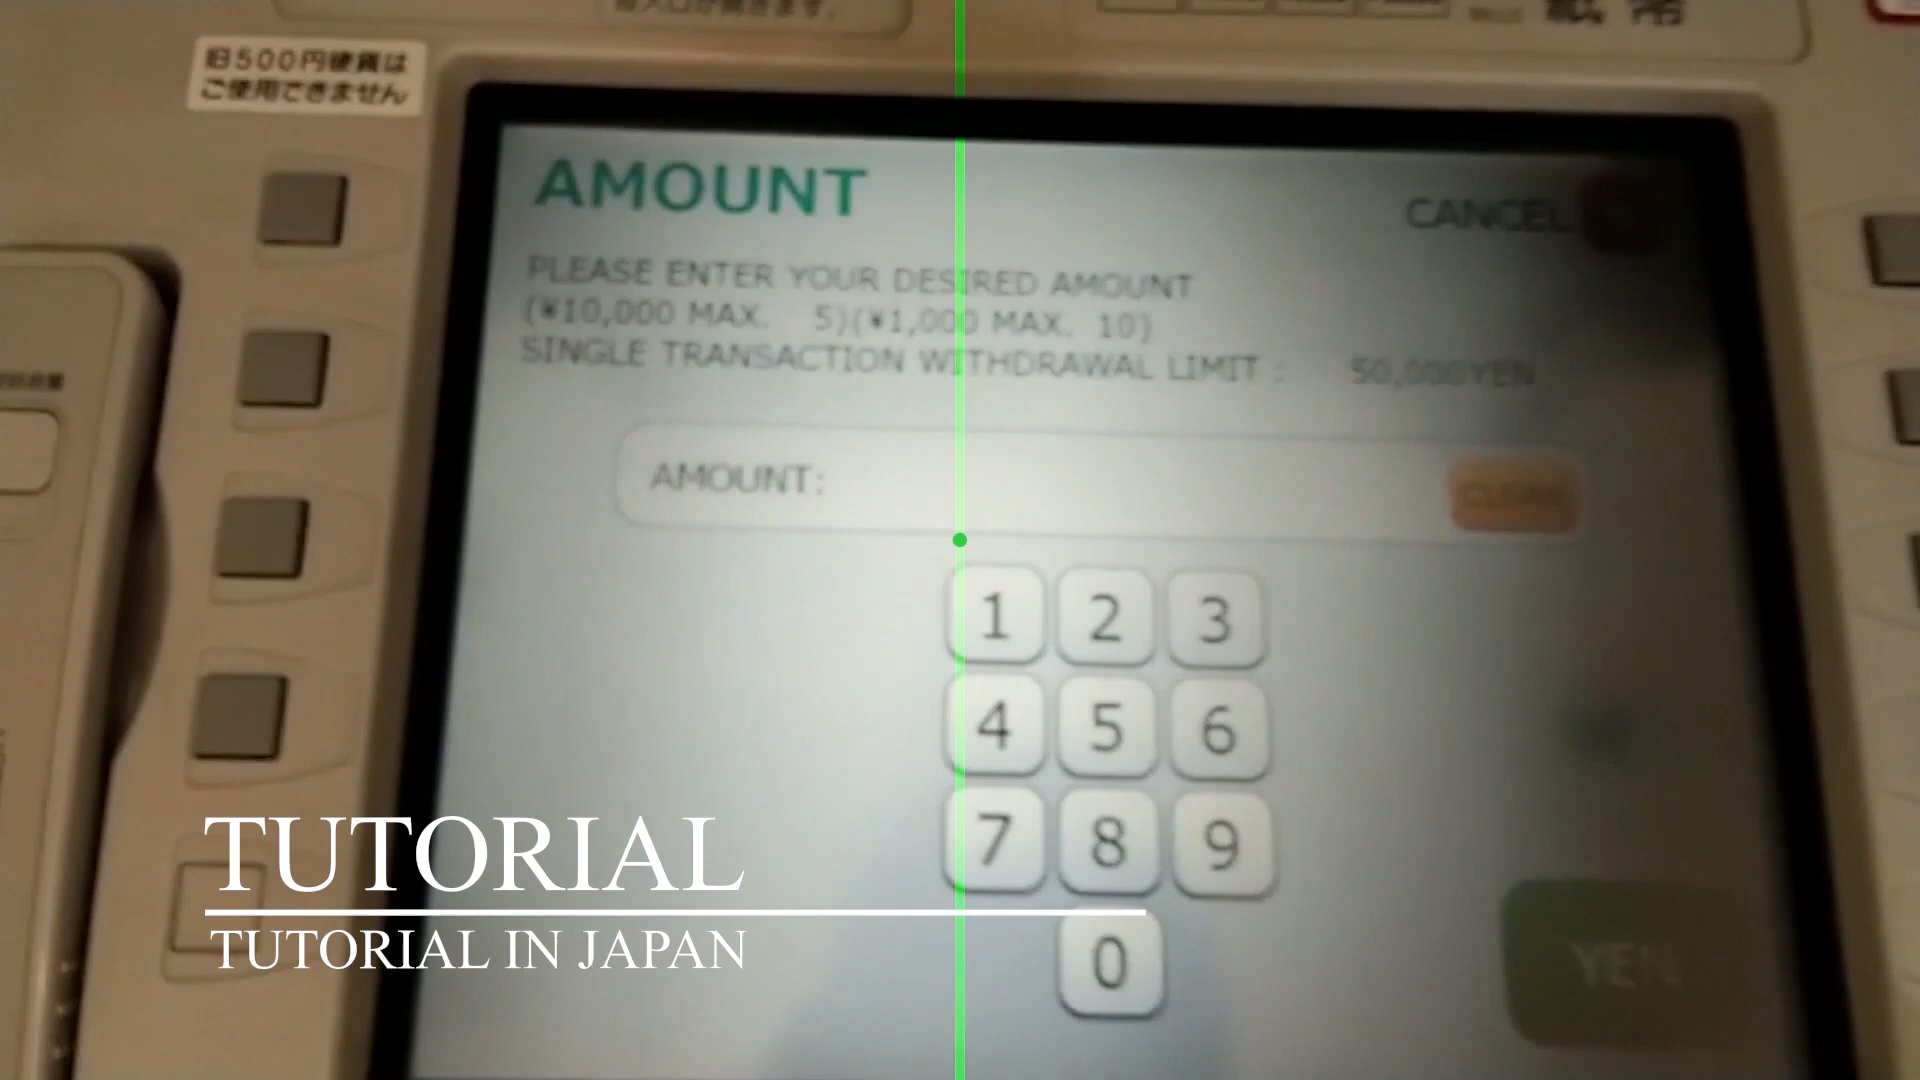 旧500円硬貨は
ご使用できません
AMOUNT
CANCEL
PLEASE ENTER YOUR DESIRED AMOUNT
(¥10,000 MAX. 5)(¥1,000 MAX. 10)
SINGLE TRANSACTION WITHDRAWAL LIMIT : 50,000YEN
AMOUNT:
CLEAR
1 2 3
4 5 6
7 8 9
0
YEN
TUTORIAL
TUTORIAL IN JAPAN